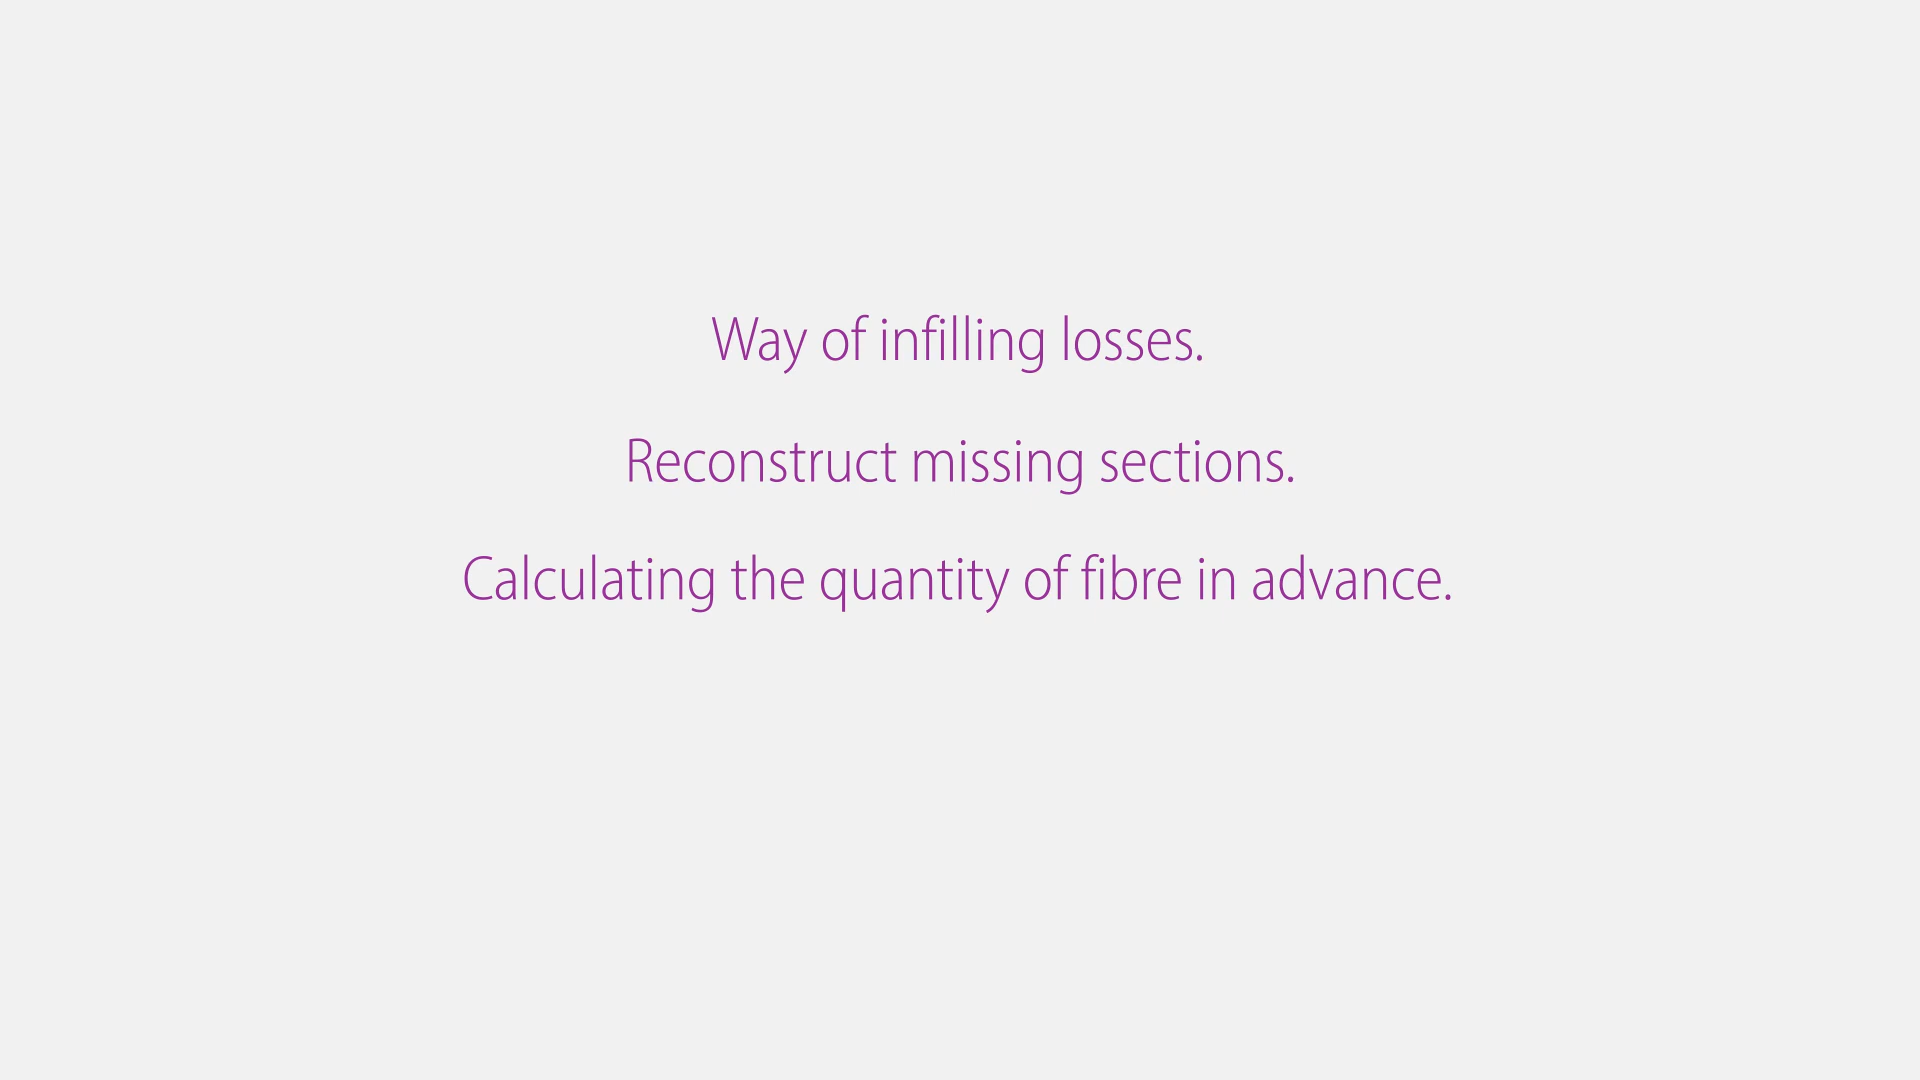 Way of infilling losses.
Reconstruct missing sections.
Calculating the quantity of fibre in advance.